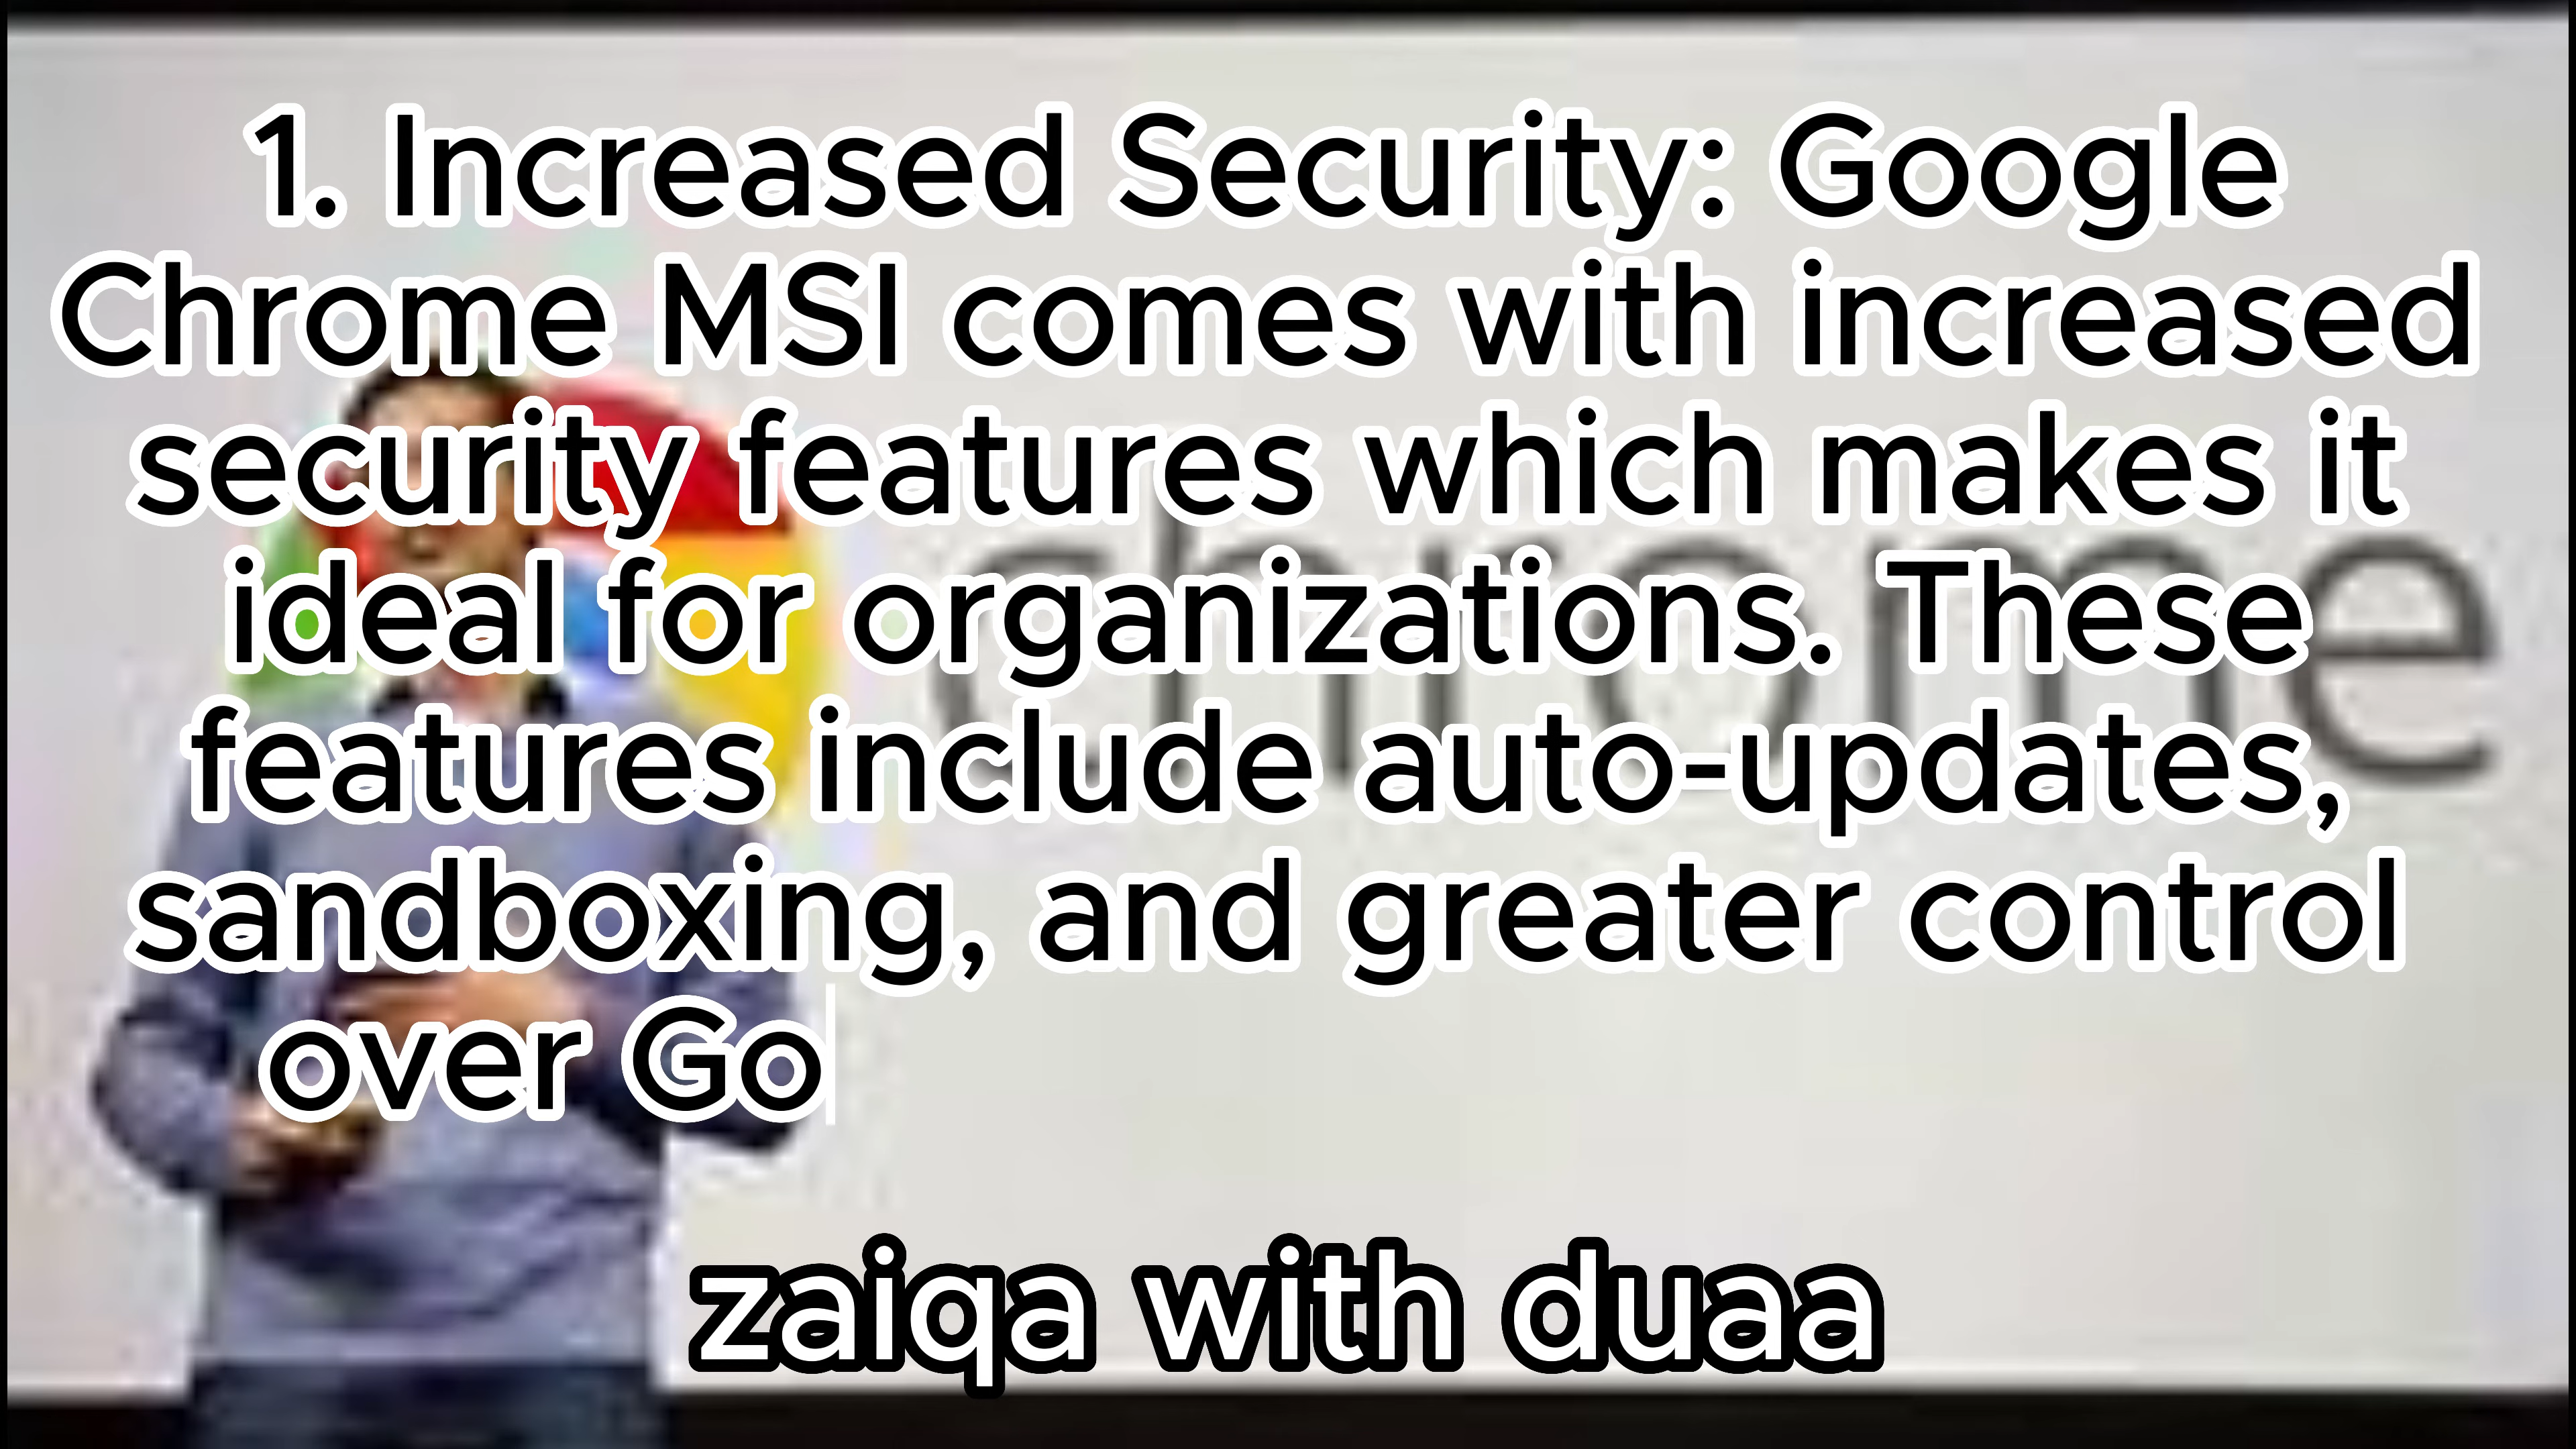 1. Increased Security: Google
Chrome MSI comes with increased
security features which makes it
ideal for organizations. These
features include auto-updates,
sandboxing, and greater control
over Go
chrome
zaiqa with duaa